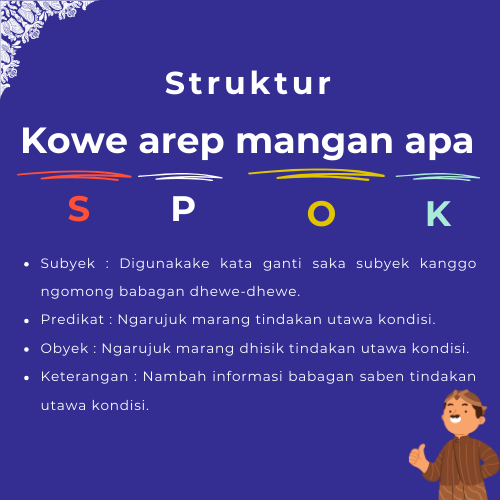 Struktur
Kowe arep mangan apa
S P O K
• Subyek : Digunakake kata ganti saka subyek kanggo
ngomong babagan dhewe-dhewe.
• Predikat : Ngarujuk marang tindakan utawa kondisi.
• Obyek : Ngarujuk marang dhisik tindakan utawa kondisi.
• Keterangan : Nambah informasi babagan saben tindakan
utawa kondisi.